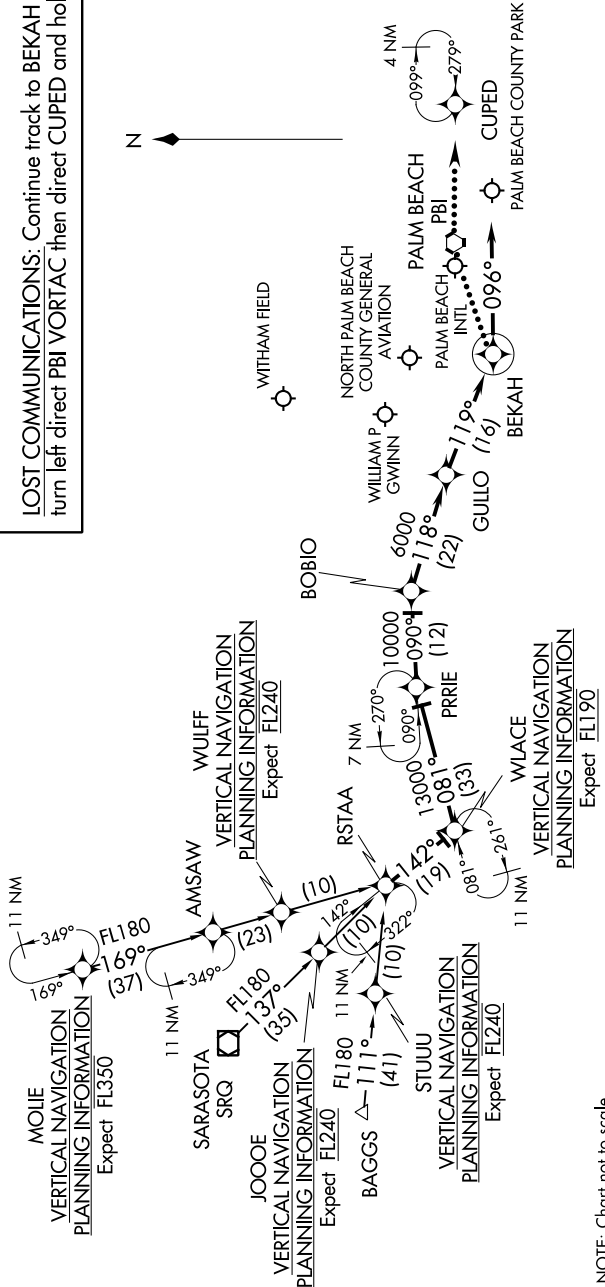 LOST COMMUNICATIONS: Continue track to BEKAH
turn left direct PBI VORTAC then direct CUPED and hol
N
MOLIE
VERTICAL NAVIGATION
PLANNING INFORMATION
Expect FL350
11 NM
349°
169°
FL180
169°
(37)
AMSAW
11 NM
349°
(23)
WULFF
VERTICAL NAVIGATION
PLANNING INFORMATION
Expect FL240
(10)
SARASOTA
SRQ
FL180
137°
(35)
JOOOE
VERTICAL NAVIGATION
PLANNING INFORMATION
Expect FL240
142°
(10)
BAGGS
FL180
111°
(41)
STUUU
VERTICAL NAVIGATION
PLANNING INFORMATION
Expect FL240
(10)
RSTAA
11 NM
322°
142°
(19)
WLACE
VERTICAL NAVIGATION
PLANNING INFORMATION
Expect FL190
081°
261°
11 NM
13000
081°
(33)
PRRIE
7 NM
270°
090°
10000
090°
(12)
BOBIO
6000
118°
(22)
GULLO
119°
(16)
BEKAH
096°
WITHAM FIELD
WILLIAM P
GWINN
NORTH PALM BEACH
COUNTY GENERAL
AVIATION
PALM BEACH
INTL
PALM BEACH
PBI
PALM BEACH COUNTY PARK
CUPED
4 NM
099°
279°
NOTE: Chart not to scale